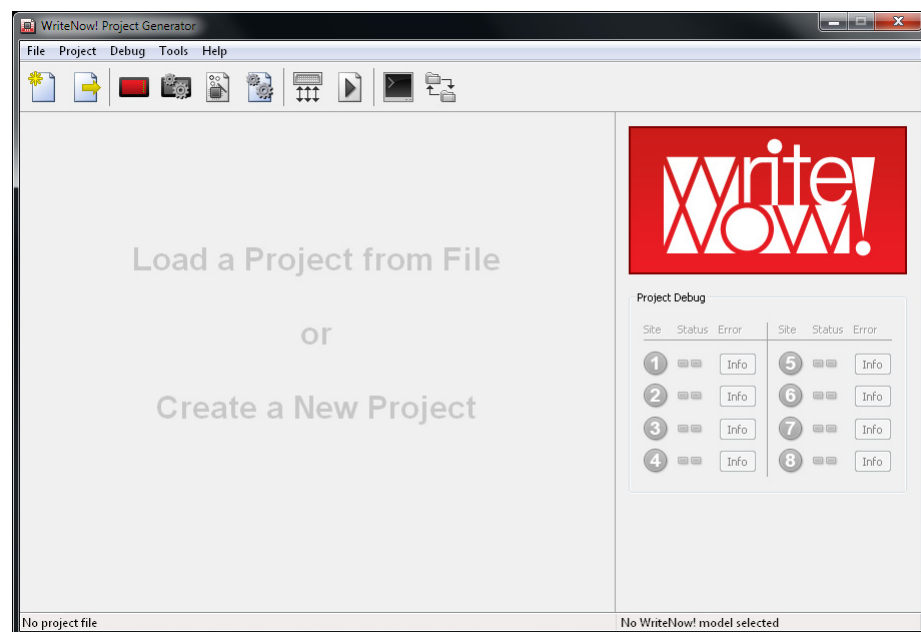 WriteNow! Project Generator
File Project Debug Tools Help
Load a Project from File
or
Create a New Project
Write
Now!
Project Debug
Site Status Error Site Status Error
1 Info 5 Info
2 Info 6 Info
3 Info 7 Info
4 Info 8 Info
No project file No WriteNow! model selected